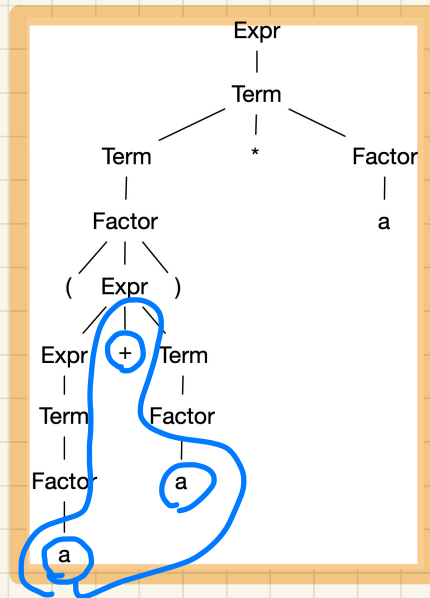 Expr
Term
Term * Factor
Factor a
( Expr )
Expr + Term
Term Factor
Factor a
a